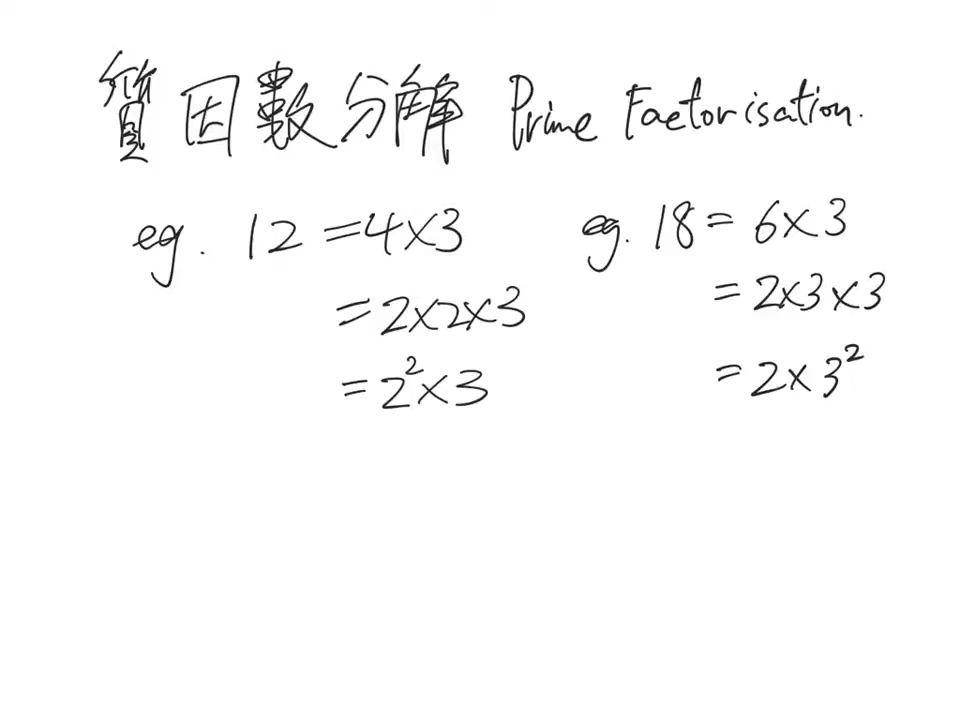 質因數分解 Prime Factorisation.
eg. 12 = 4×3
= 2×2×3
= 2²×3
eg. 18 = 6×3
= 2×3×3
= 2×3²